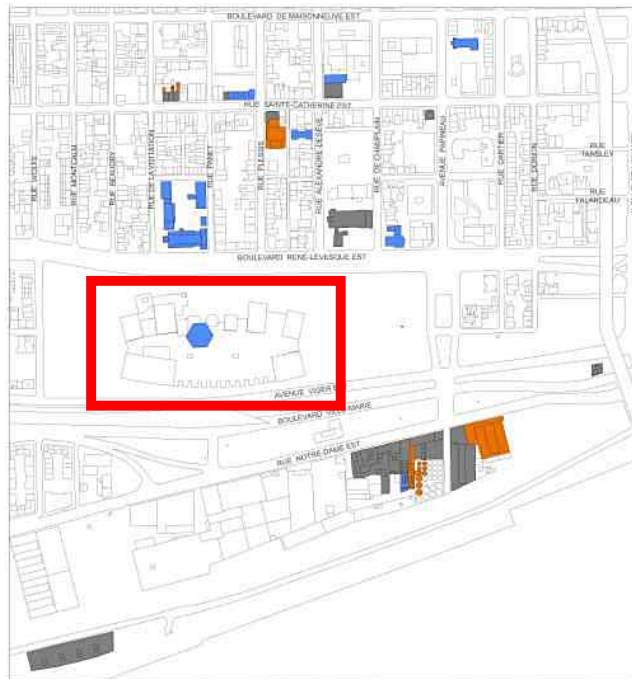 BOULEVARD DE MAISONNEUVE EST
RUE SAINTE-CATHERINE EST
RUE WOLFE
RUE MONTCALM
RUE BEAUDRY
RUE DE LA VISITATION
RUE PANET
RUE PLESSIS
RUE ALEXANDRE DESÈVE
RUE DE CHAMPLAIN
AVENUE PAPINEAU
RUE CARTIER
RUE DORION
RUE
TANSLEY
RUE
FALARDEAU
BOULEVARD RENÉ-LÉVESQUE EST
AVENUE VIGER E
BOULEVARD VILLE-MARIE
RUE NOTRE-DAME EST